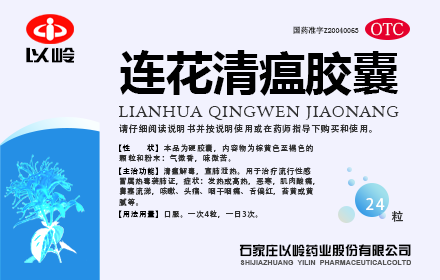 国药准字Z20040063
OTC
以岭
连花清瘟胶囊
LIANHUA QINGWEN JIAONANG
请仔细阅读说明书并按说明使用或在药师指导下购买和使用。
【性 状】本品为硬胶囊，内容物为棕黄色至褐色的
颗粒和粉末；气微香，味微苦。
【主治功能】清瘟解毒，宣肺泄热。用于治疗流行性感
冒属热毒袭肺证，症状：发热或高热，恶寒，肌肉酸痛，
鼻塞流涕，咳嗽、头痛、咽干咽痛、舌偏红，苔黄或黄
腻等。
【用法用量】口服。一次4粒，一日3次。
24
粒
石家庄以岭药业股份有限公司
SHIJIAZHUANG YILIN PHARMACEUTICALCOLTD